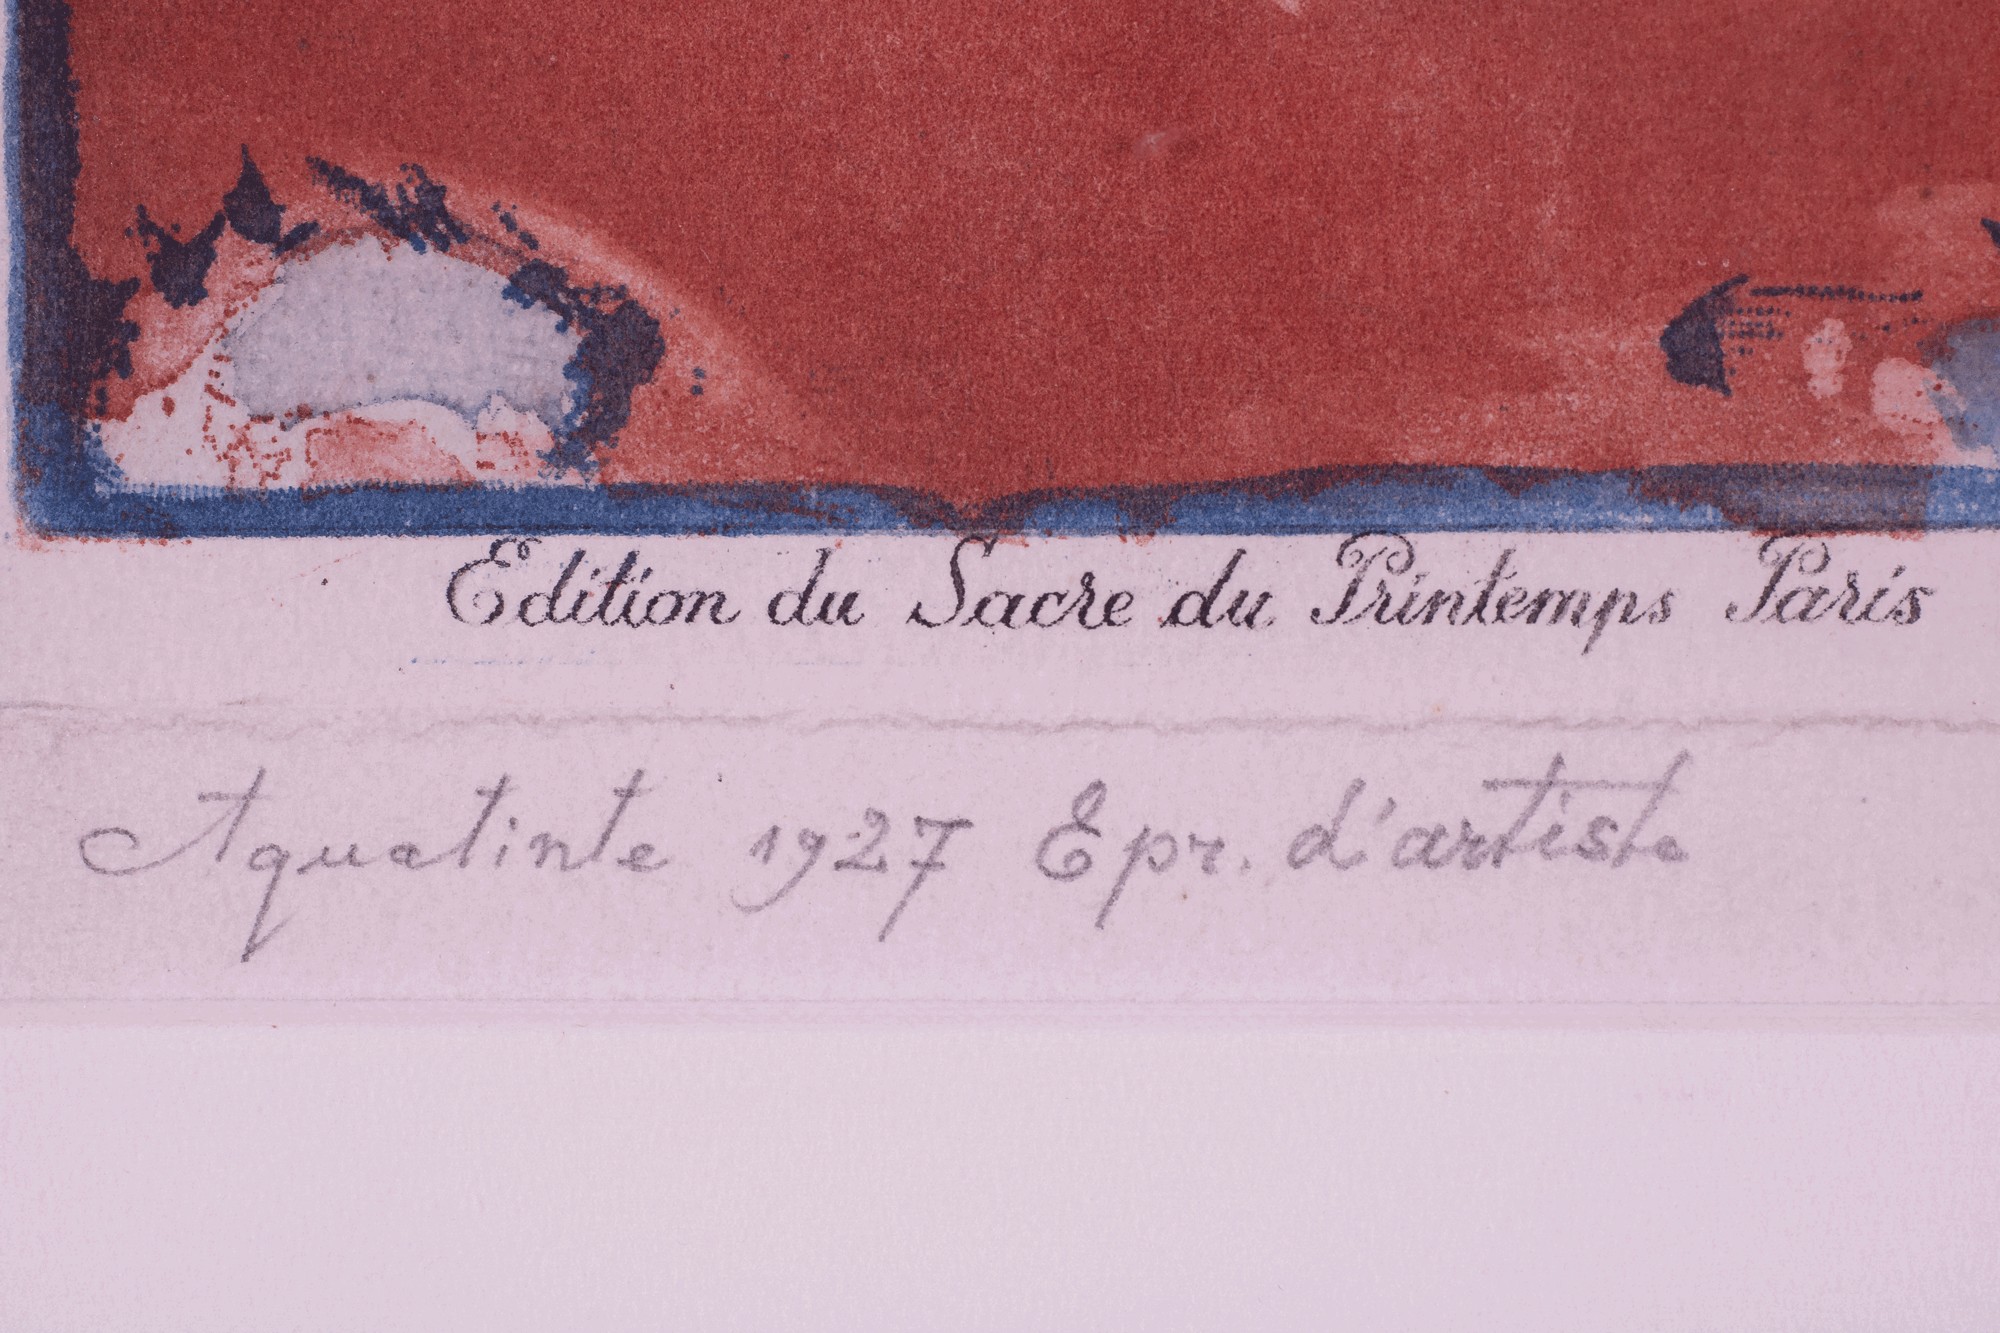 Edition du Sacre du Printemps Paris
Aquatinte 1927 Epr. d'artiste